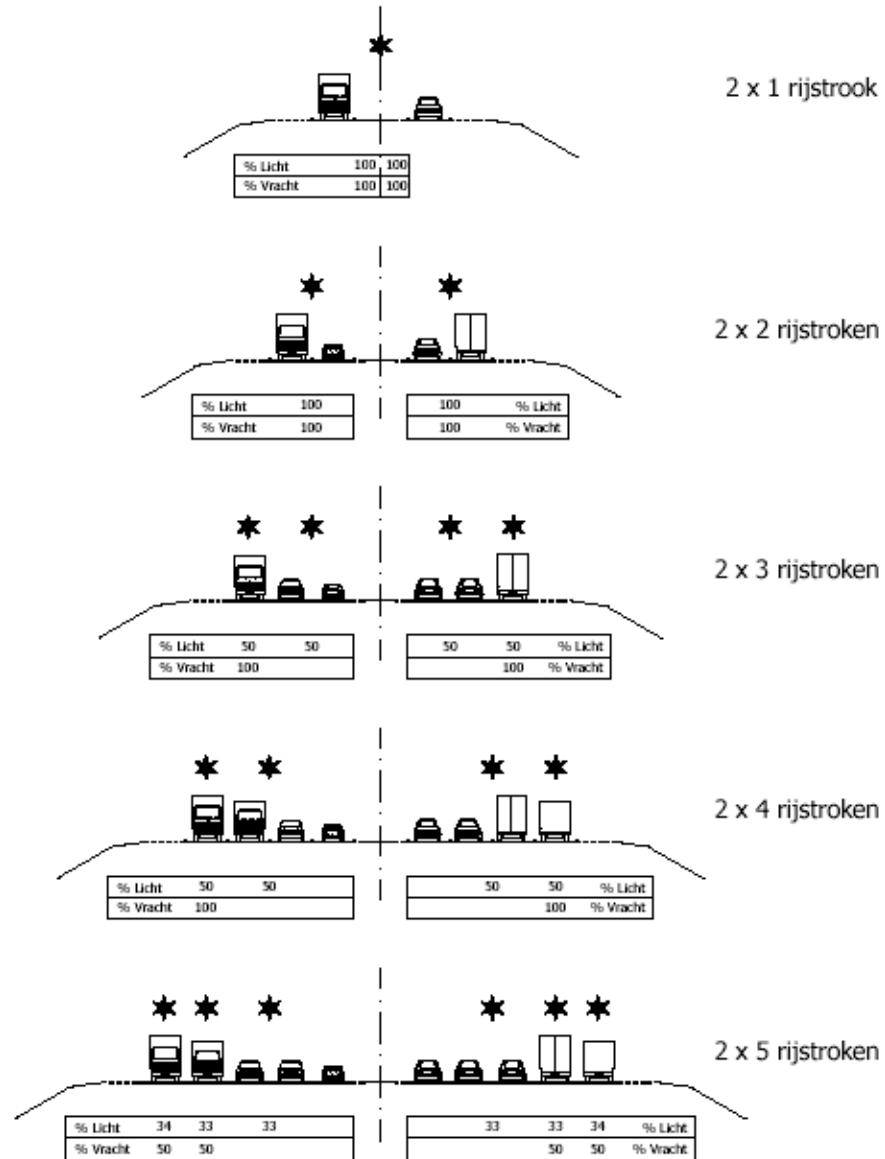 2 x 1 rijstrook
% Licht 100 100
% Vracht 100 100
2 x 2 rijstroken
% Licht 100 100 % Licht
% Vracht 100 100 % Vracht
2 x 3 rijstroken
% Licht 50 50 50 50 % Licht
% Vracht 100 100 % Vracht
2 x 4 rijstroken
% Licht 50 50 50 50 % Licht
% Vracht 100 100 % Vracht
2 x 5 rijstroken
% Licht 34 33 33 33 33 34 % Licht
% Vracht 50 50 50 50 % Vracht